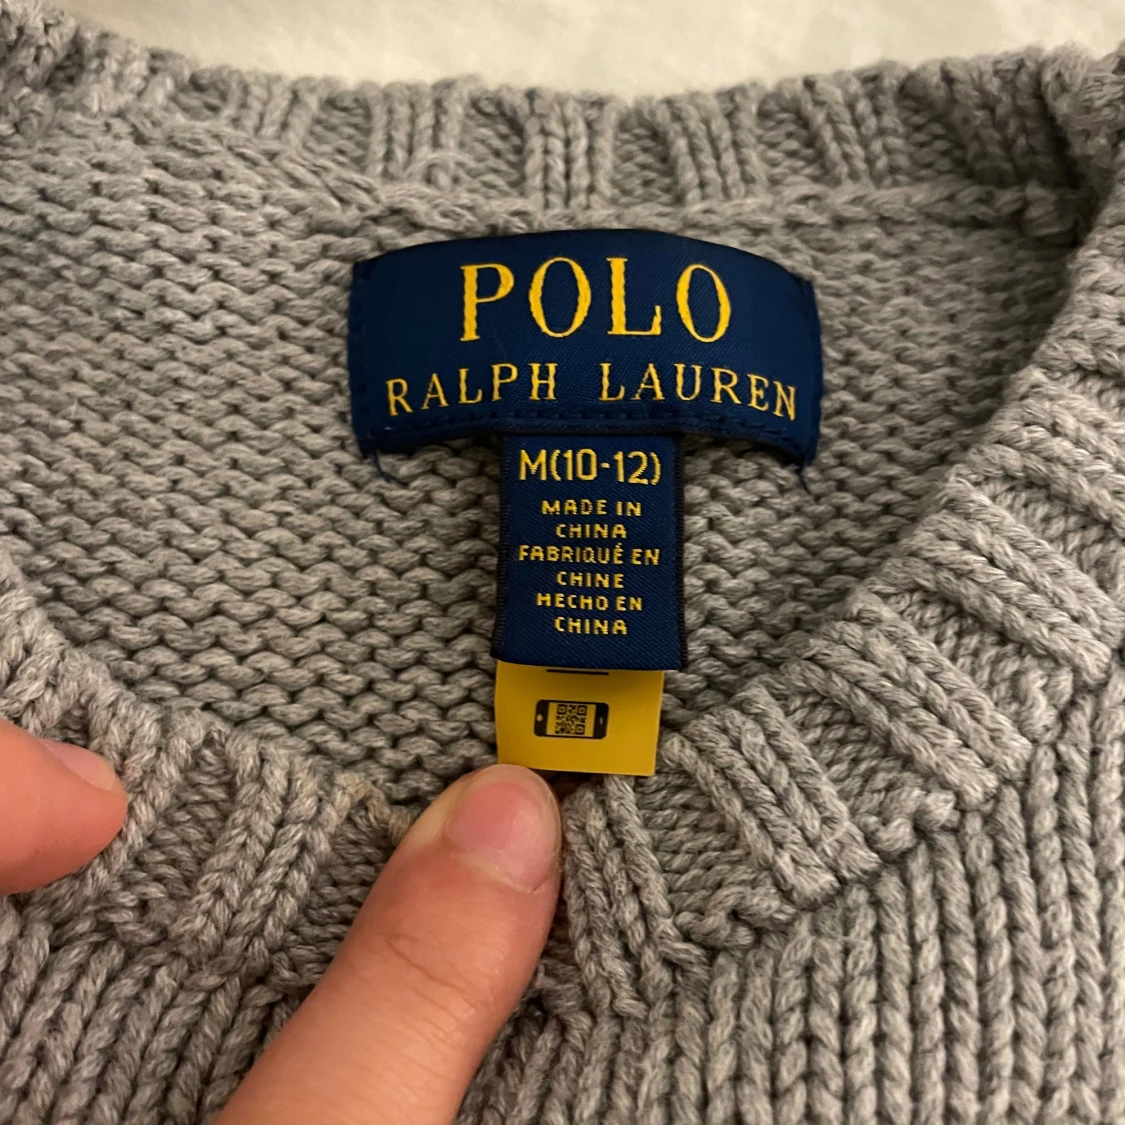 POLO
RALPH LAUREN
M(10-12)
MADE IN
CHINA
FABRIQUÉ EN
CHINE
HECHO EN
CHINA